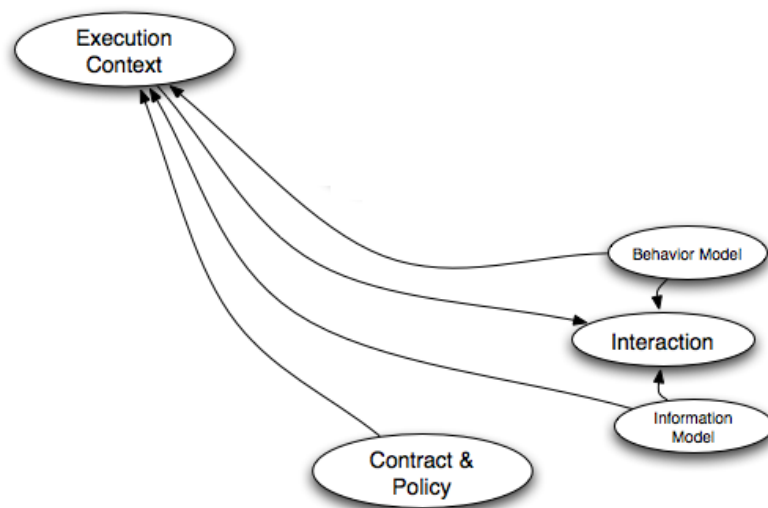 Execution
Context
Behavior Model
Interaction
Information
Model
Contract &
Policy